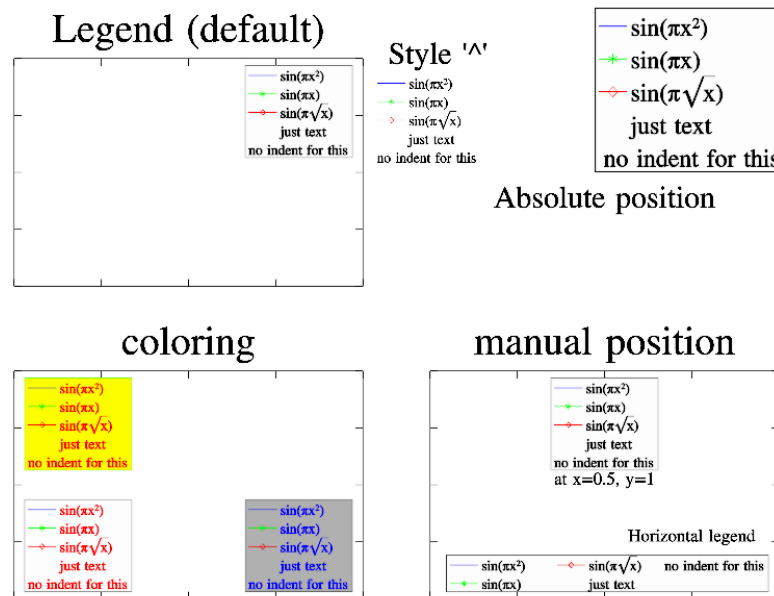 Legend (default)
sin(πx²)
sin(πx)
sin(π√x)
just text
no indent for this
Style '^'
sin(πx²)
sin(πx)
sin(π√x)
just text
no indent for this
sin(πx²)
sin(πx)
sin(π√x)
just text
no indent for this
Absolute position
coloring
sin(πx²)
sin(πx)
sin(π√x)
just text
no indent for this
sin(πx²)
sin(πx)
sin(π√x)
just text
no indent for this
sin(πx²)
sin(πx)
sin(π√x)
just text
no indent for this
manual position
sin(πx²)
sin(πx)
sin(π√x)
just text
no indent for this
at x=0.5, y=1
Horizontal legend
sin(πx²) sin(π√x) no indent for this
sin(πx) just text